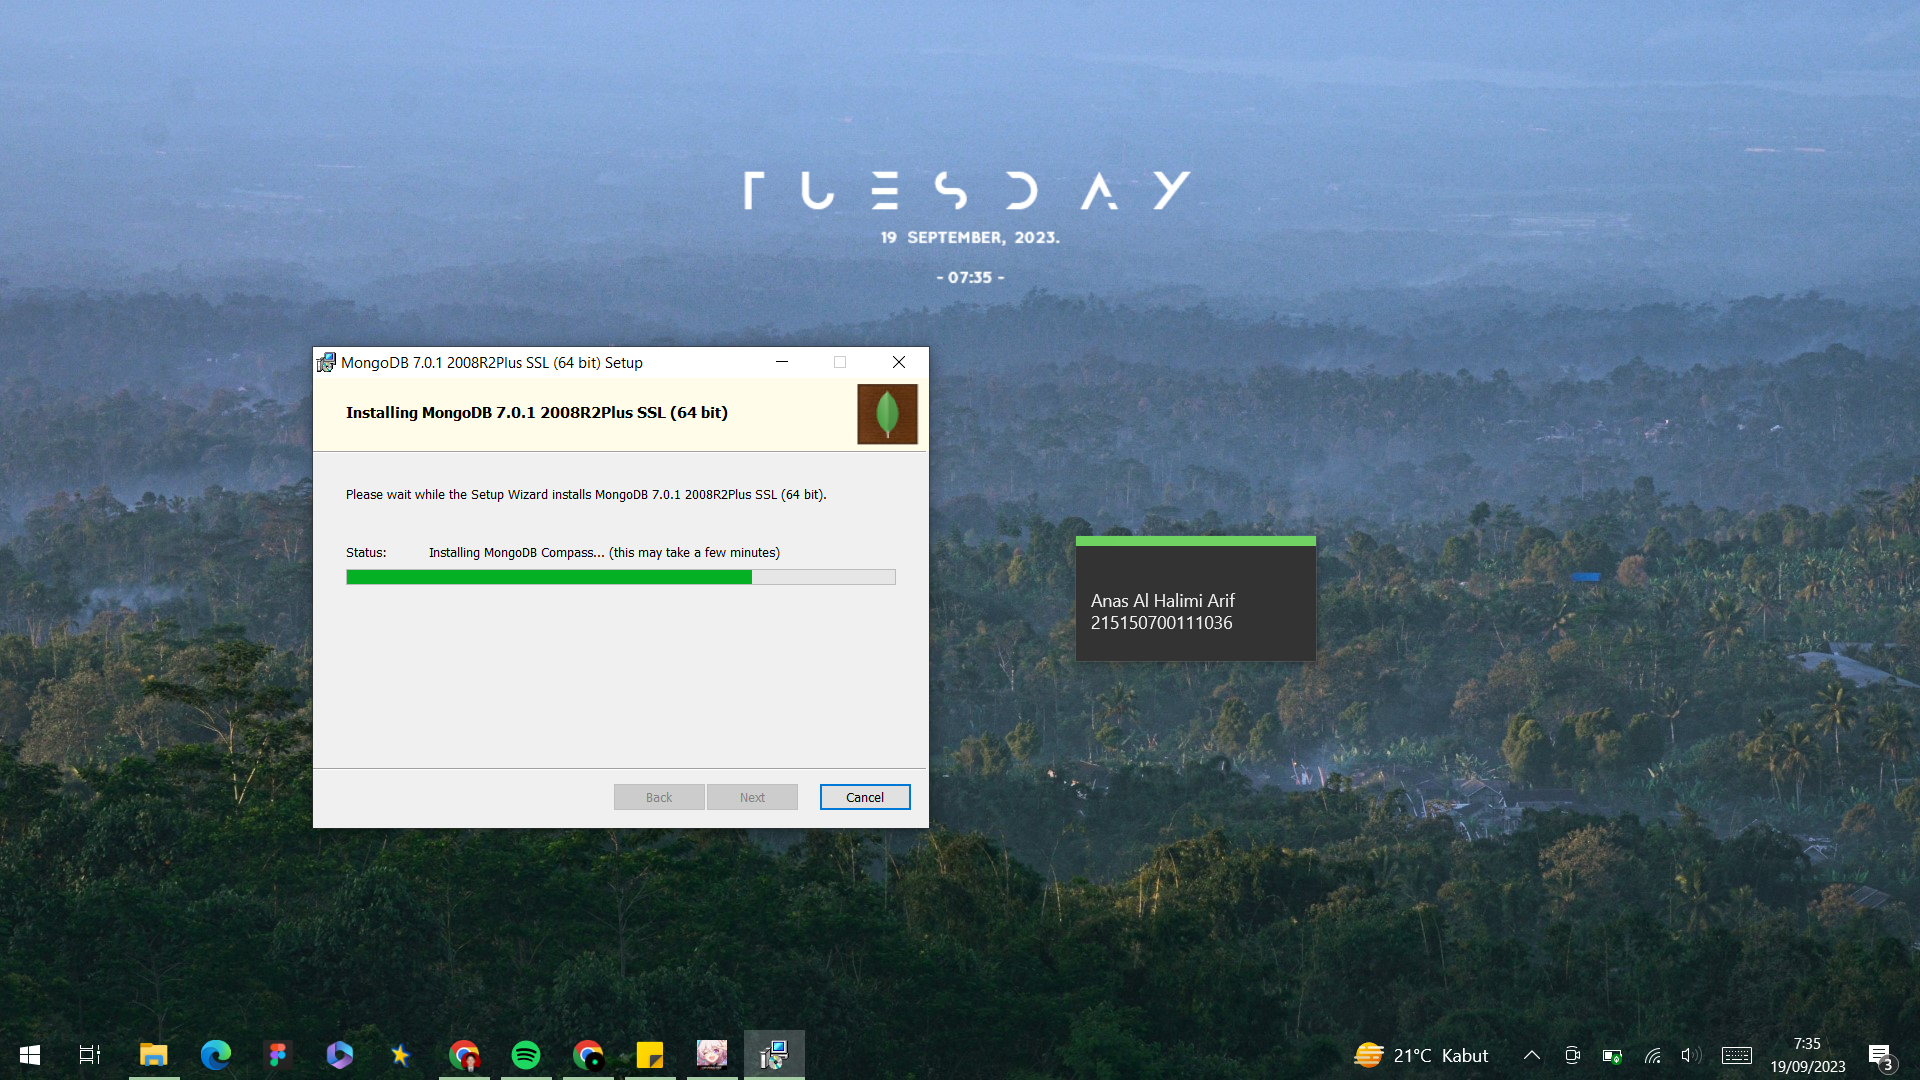 TUESDAY
19 SEPTEMBER, 2023.
- 07:35 -
MongoDB 7.0.1 2008R2Plus SSL (64 bit) Setup
Installing MongoDB 7.0.1 2008R2Plus SSL (64 bit)
Please wait while the Setup Wizard installs MongoDB 7.0.1 2008R2Plus SSL (64 bit).
Status: Installing MongoDB Compass... (this may take a few minutes)
Back Next Cancel
Anas Al Halimi Arif
215150700111036
21°C Kabut
7:35
19/09/2023
3